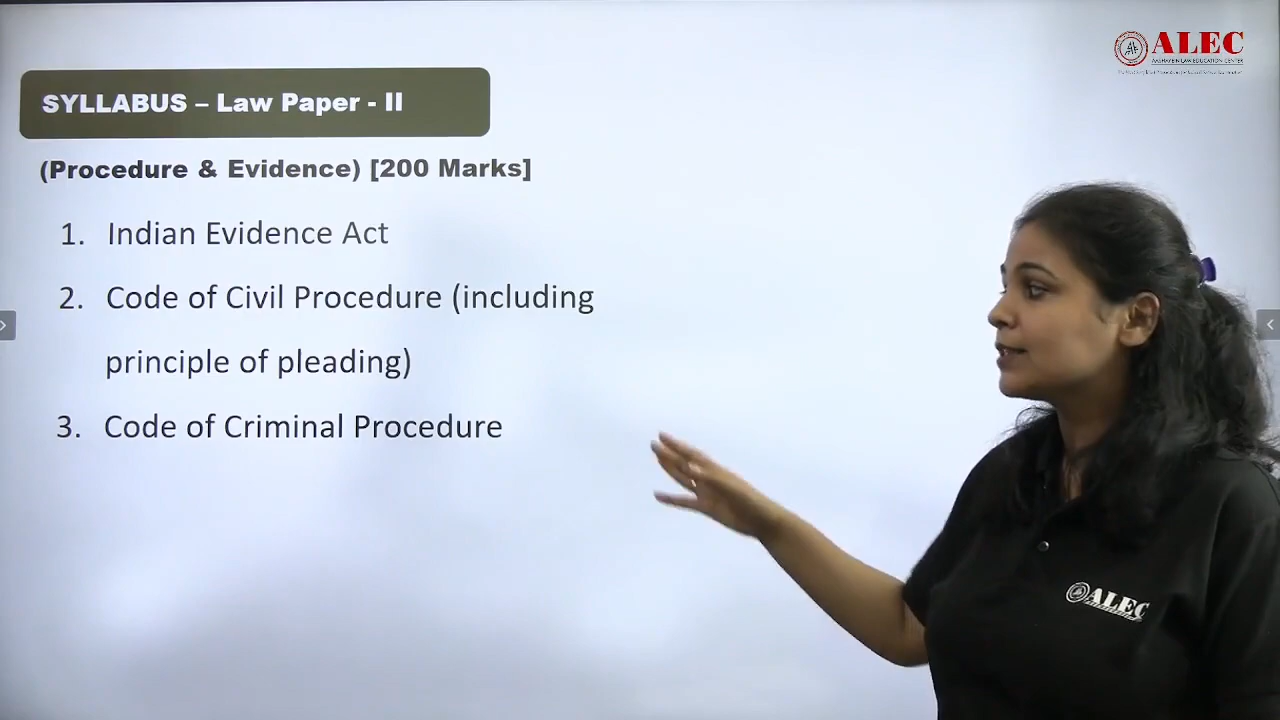 ALEC
SYLLABUS – Law Paper - II
(Procedure & Evidence) [200 Marks]
1. Indian Evidence Act
2. Code of Civil Procedure (including
principle of pleading)
3. Code of Criminal Procedure
ALEC